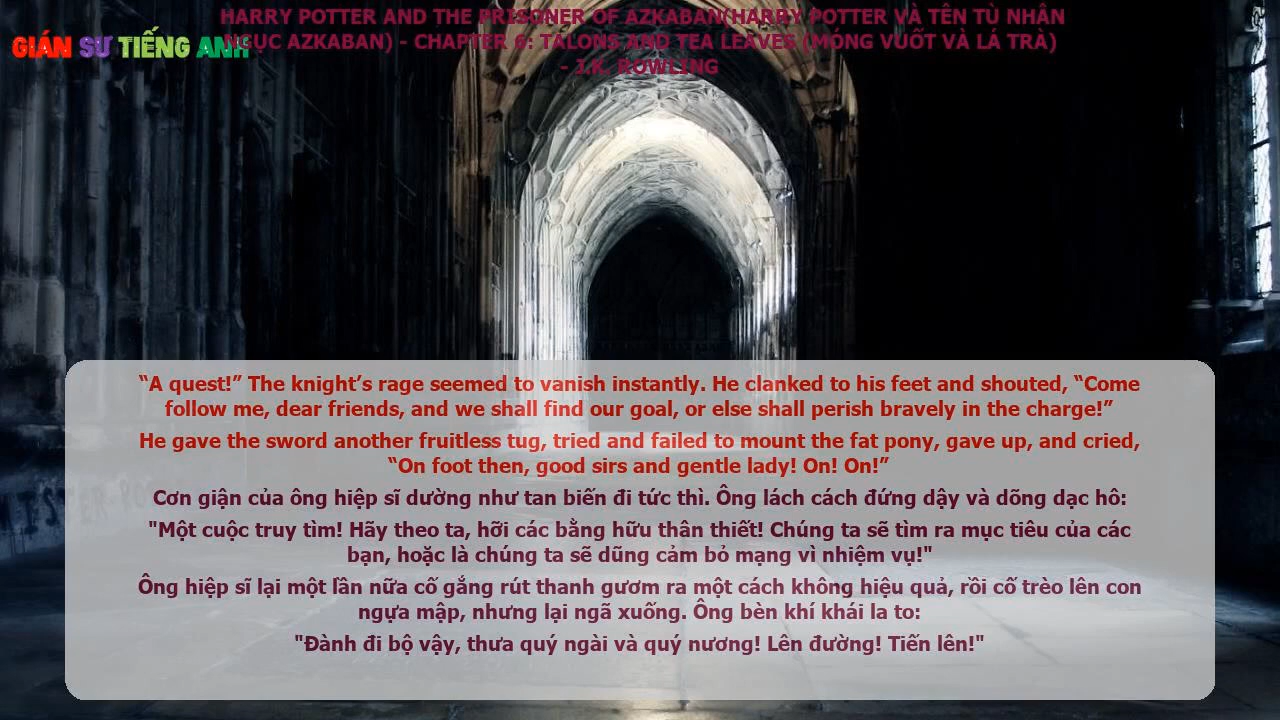 HARRY POTTER AND THE PRISONER OF AZKABAN(HARRY POTTER VÀ TÊN TÙ NHÂN
NGỤC AZKABAN) - CHAPTER 6: TALONS AND TEA LEAVES (MÓNG VUỐT VÀ LÁ TRÀ)
- J.K. ROWLING
GIÁN SƯ TIẾNG ANH
“A quest!” The knight’s rage seemed to vanish instantly. He clanked to his feet and shouted, “Come
follow me, dear friends, and we shall find our goal, or else shall perish bravely in the charge!”
He gave the sword another fruitless tug, tried and failed to mount the fat pony, gave up, and cried,
“On foot then, good sirs and gentle lady! On! On!”
Cơn giận của ông hiệp sĩ dường như tan biến đi tức thì. Ông lách cách đứng dậy và dõng dạc hô:
"Một cuộc truy tìm! Hãy theo ta, hỡi các bằng hữu thân thiết! Chúng ta sẽ tìm ra mục tiêu của các
bạn, hoặc là chúng ta sẽ dũng cảm bỏ mạng vì nhiệm vụ!"
Ông hiệp sĩ lại một lần nữa cố gắng rút thanh gươm ra một cách không hiệu quả, rồi cố trèo lên con
ngựa mập, nhưng lại ngã xuống. Ông bèn khí khái la to:
"Đành đi bộ vậy, thưa quý ngài và quý nương! Lên đường! Tiến lên!"